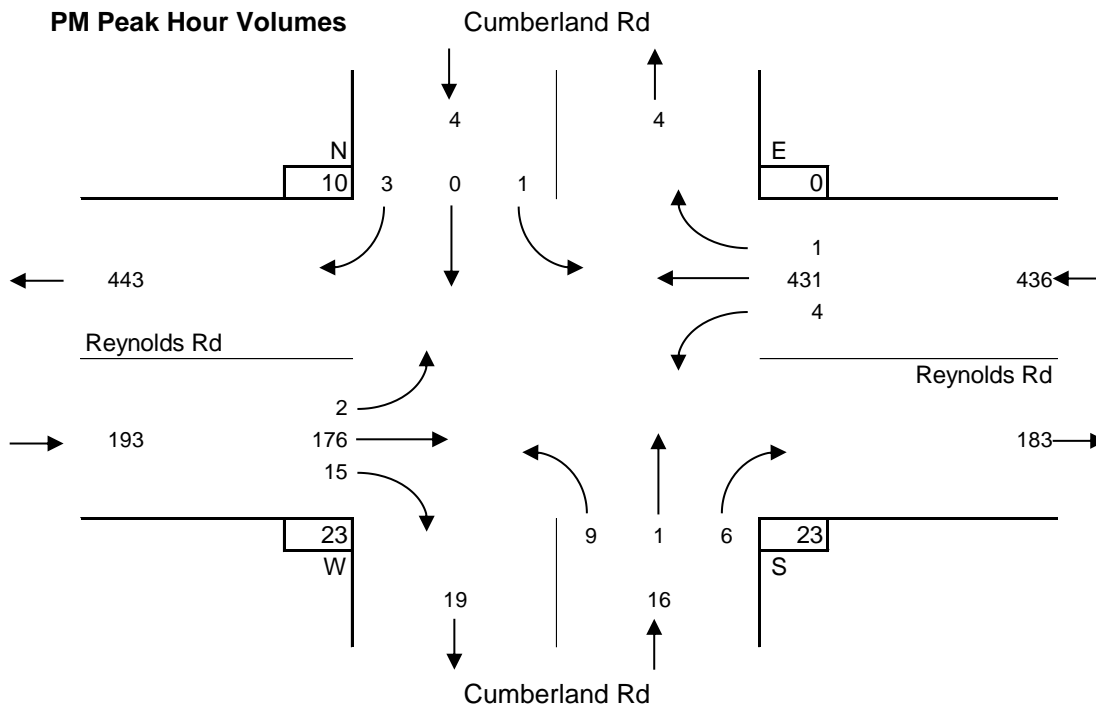 PM Peak Hour Volumes Cumberland Rd
4 4
N E
10 3 0 1 0
1
443 431 436
4
Reynolds Rd
Reynolds Rd
2
193 176 183
15
23 9 1 6 23
W S
19 16
Cumberland Rd